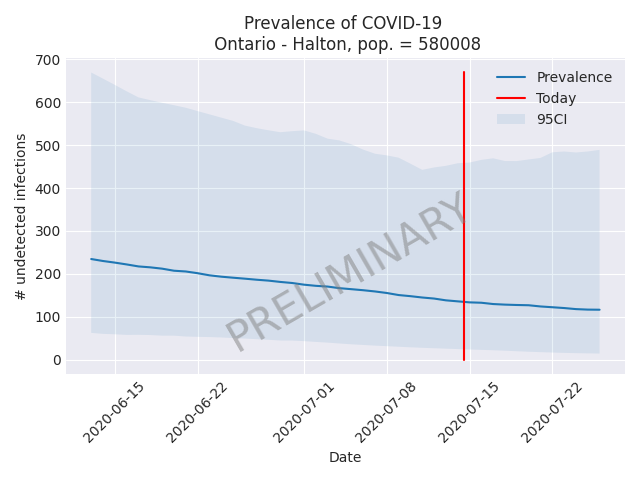 Prevalence of COVID-19
Ontario - Halton, pop. = 580008
700
600
500
400
300
200
100
0
# undetected infections
Prevalence
Today
95CI
PRELIMINARY
2020-06-15
2020-06-22
2020-07-01
2020-07-08
2020-07-15
2020-07-22
Date